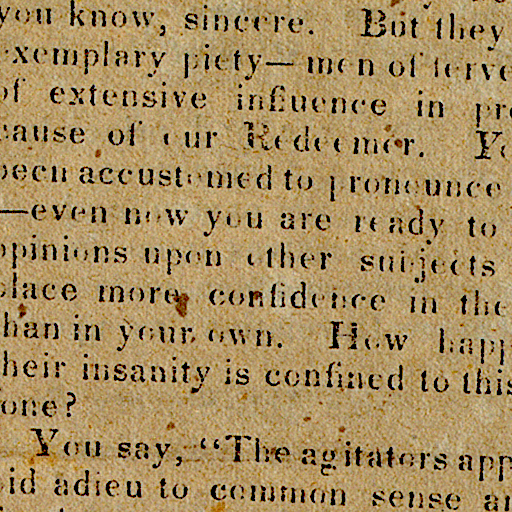 you know, sincere. But they
exemplary piety—men of ferve
of extensive influence in pro
cause of our Redeemer. Yo
been accustomed to pronounce
—even now you are ready to
opinions upon other subjects
place more confidence in the
than in your own. How happ
their insanity is confined to this
one?
You say, “The agitators app
bid adieu to common sense an